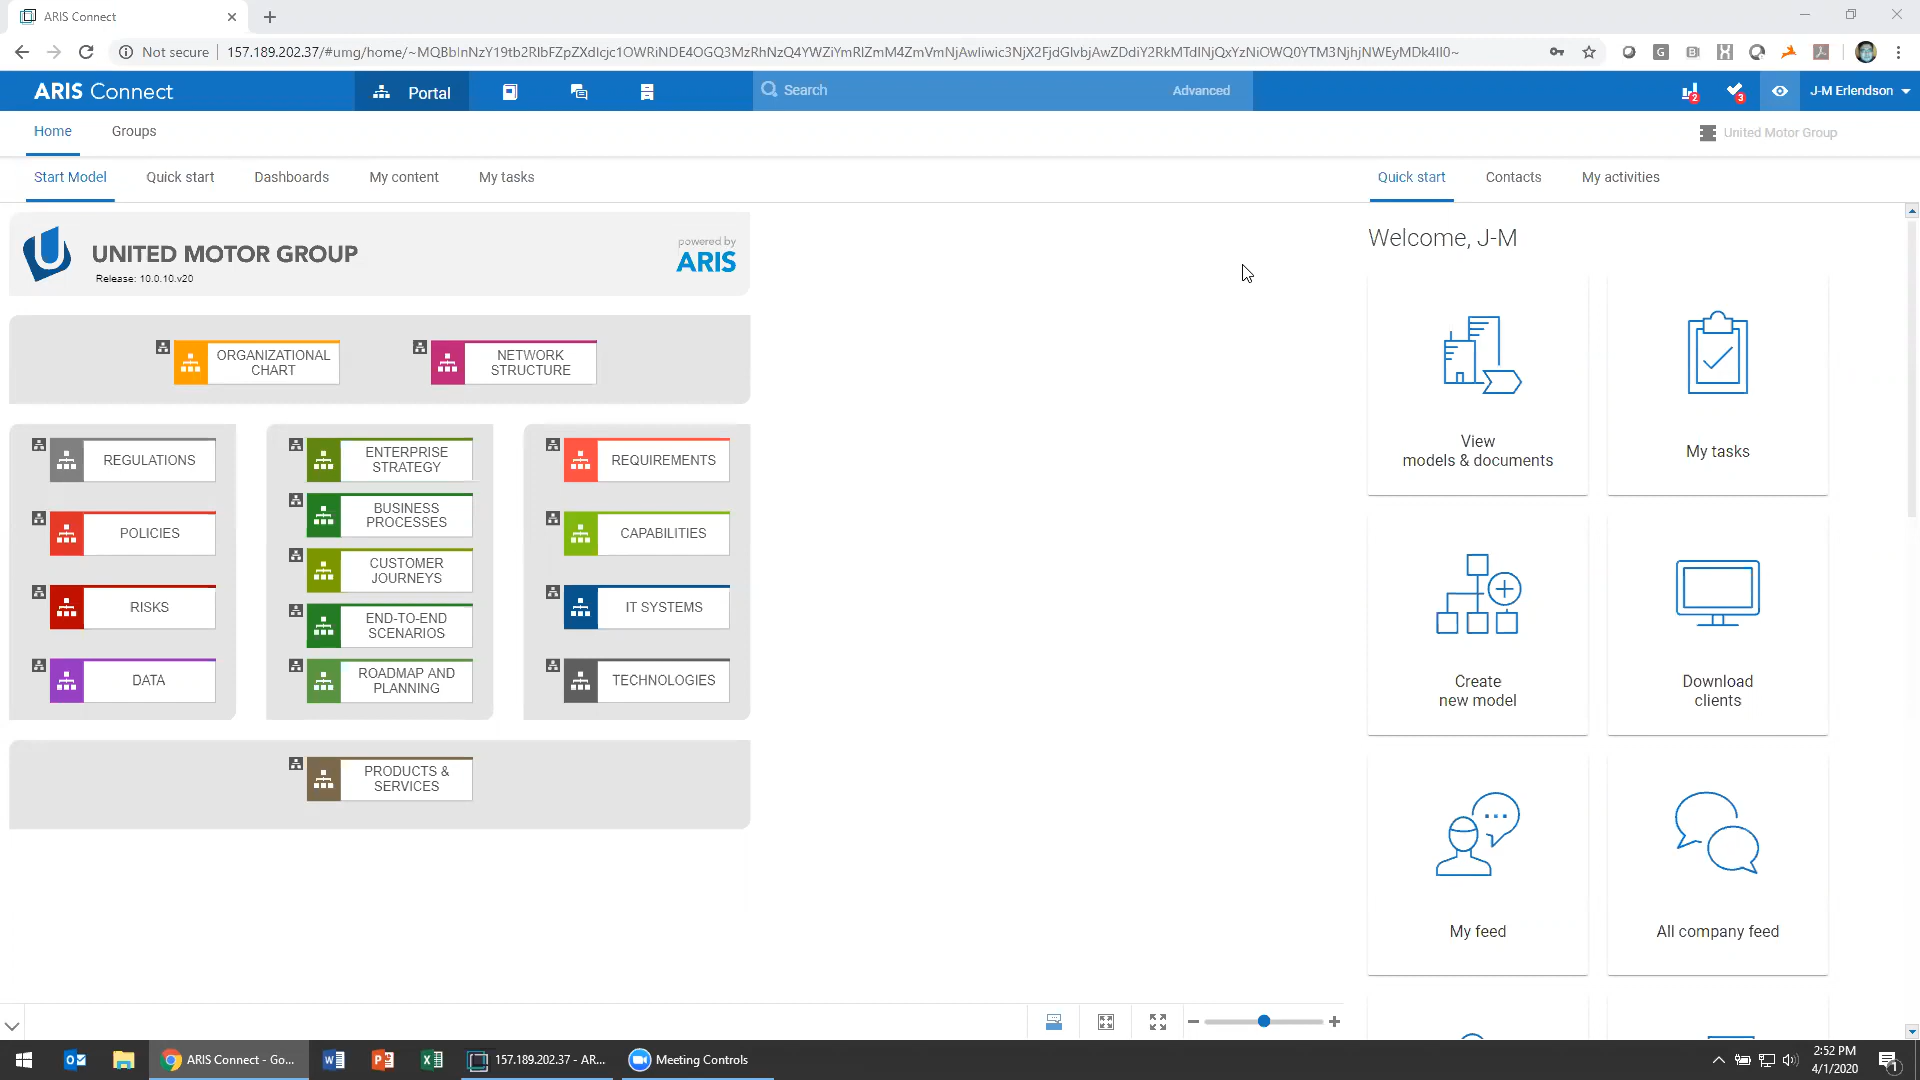 ARIS Connect
Not secure
157.189.202.37/#umg/home/
ARIS Connect
Portal
Search
Advanced
2
3
J-M Erlendson
Home
Groups
United Motor Group
Start Model
Quick start
Dashboards
My content
My tasks
Quick start
Contacts
My activities
UNITED MOTOR GROUP
Release: 10.0.10.v20
powered by
ARIS
Welcome, J-M
ORGANIZATIONAL
CHART
NETWORK
STRUCTURE
REGULATIONS
POLICIES
RISKS
DATA
ENTERPRISE
STRATEGY
BUSINESS
PROCESSES
CUSTOMER
JOURNEYS
END-TO-END
SCENARIOS
ROADMAP AND
PLANNING
REQUIREMENTS
CAPABILITIES
IT SYSTEMS
TECHNOLOGIES
PRODUCTS &
SERVICES
View
models & documents
My tasks
Create
new model
Download
clients
My feed
All company feed
ARIS Connect - Go...
157.189.202.37 - AR...
Meeting Controls
2:52 PM
4/1/2020
1